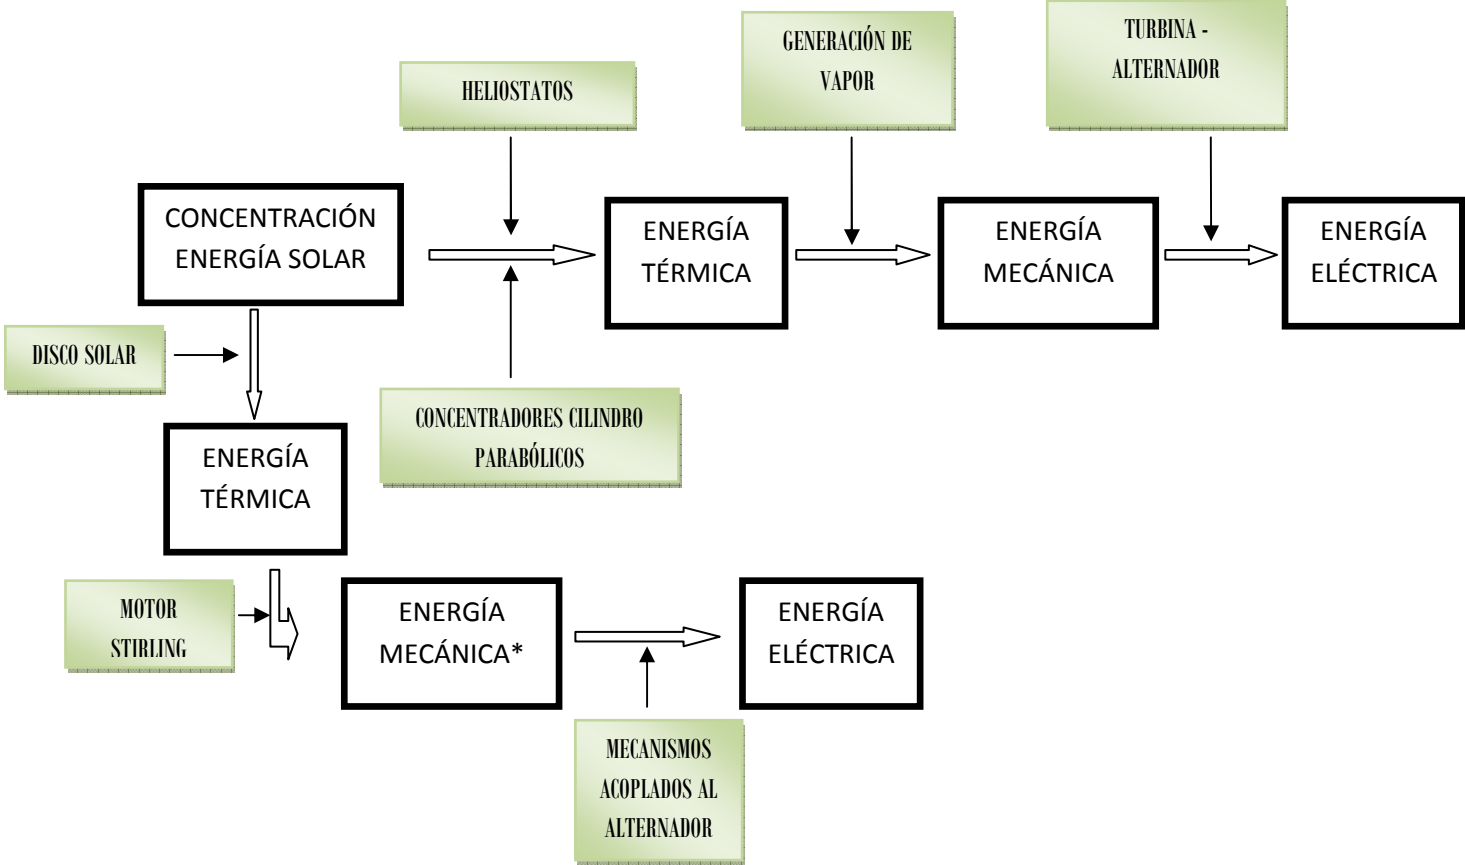 TURBINA -
ALTERNADOR
GENERACIÓN DE
VAPOR
HELIOSTATOS
CONCENTRACIÓN
ENERGÍA SOLAR
ENERGÍA
TÉRMICA
ENERGÍA
MECÁNICA
ENERGÍA
ELÉCTRICA
DISCO SOLAR
CONCENTRADORES CILINDRO
PARABÓLICOS
ENERGÍA
TÉRMICA
MOTOR
STIRLING
ENERGÍA
MECÁNICA*
ENERGÍA
ELÉCTRICA
MECANISMOS
ACOPLADOS AL
ALTERNADOR